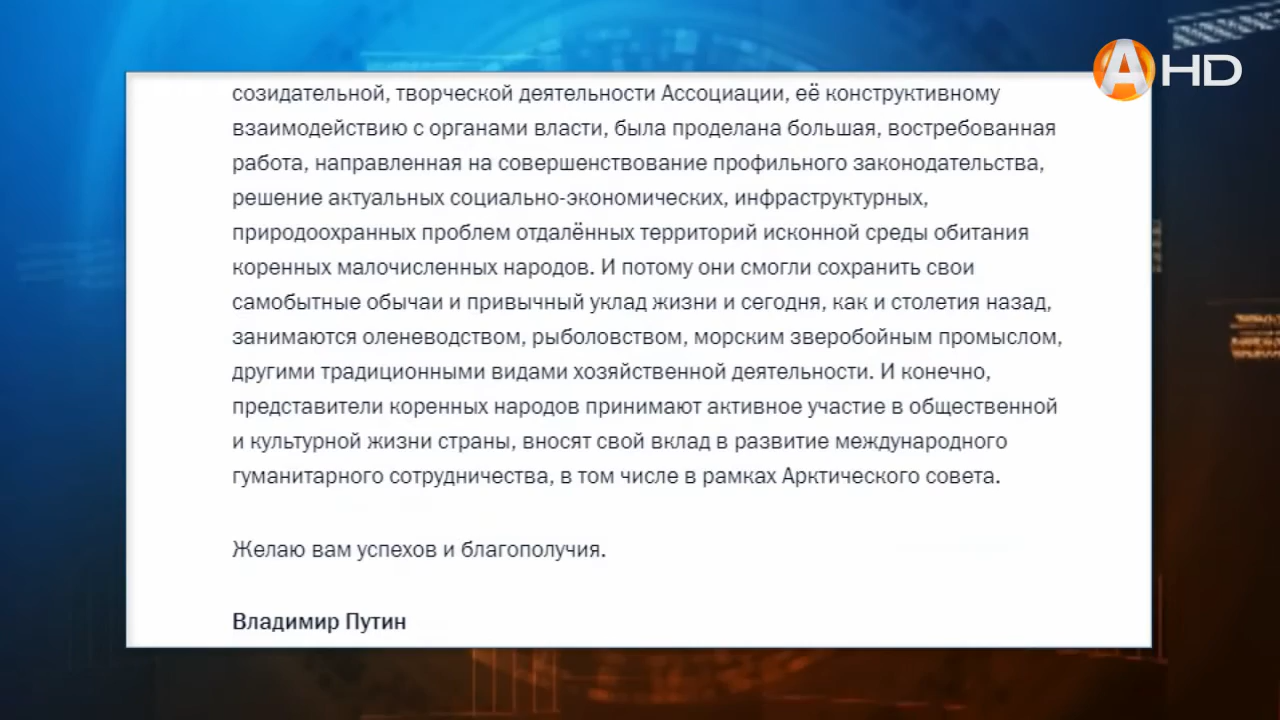 А HD
созидательной, творческой деятельности Ассоциации, её конструктивному
взаимодействию с органами власти, была проделана большая, востребованная
работа, направленная на совершенствование профильного законодательства,
решение актуальных социально-экономических, инфраструктурных,
природоохранных проблем отдалённых территорий исконной среды обитания
коренных малочисленных народов. И потому они смогли сохранить свои
самобытные обычаи и привычный уклад жизни и сегодня, как и столетия назад,
занимаются оленеводством, рыболовством, морским зверобойным промыслом,
другими традиционными видами хозяйственной деятельности. И конечно,
представители коренных народов принимают активное участие в общественной
и культурной жизни страны, вносят свой вклад в развитие международного
гуманитарного сотрудничества, в том числе в рамках Арктического совета.
Желаю вам успехов и благополучия.
Владимир Путин